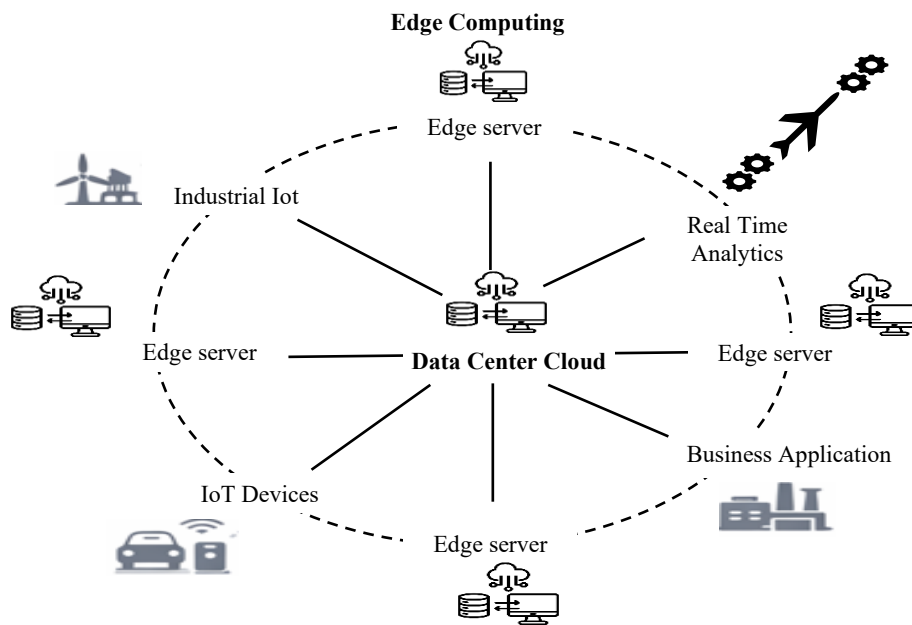 Edge Computing
Edge server
Industrial Iot
Real Time
Analytics
Edge server
Data Center Cloud
Edge server
Business Application
IoT Devices
Edge server